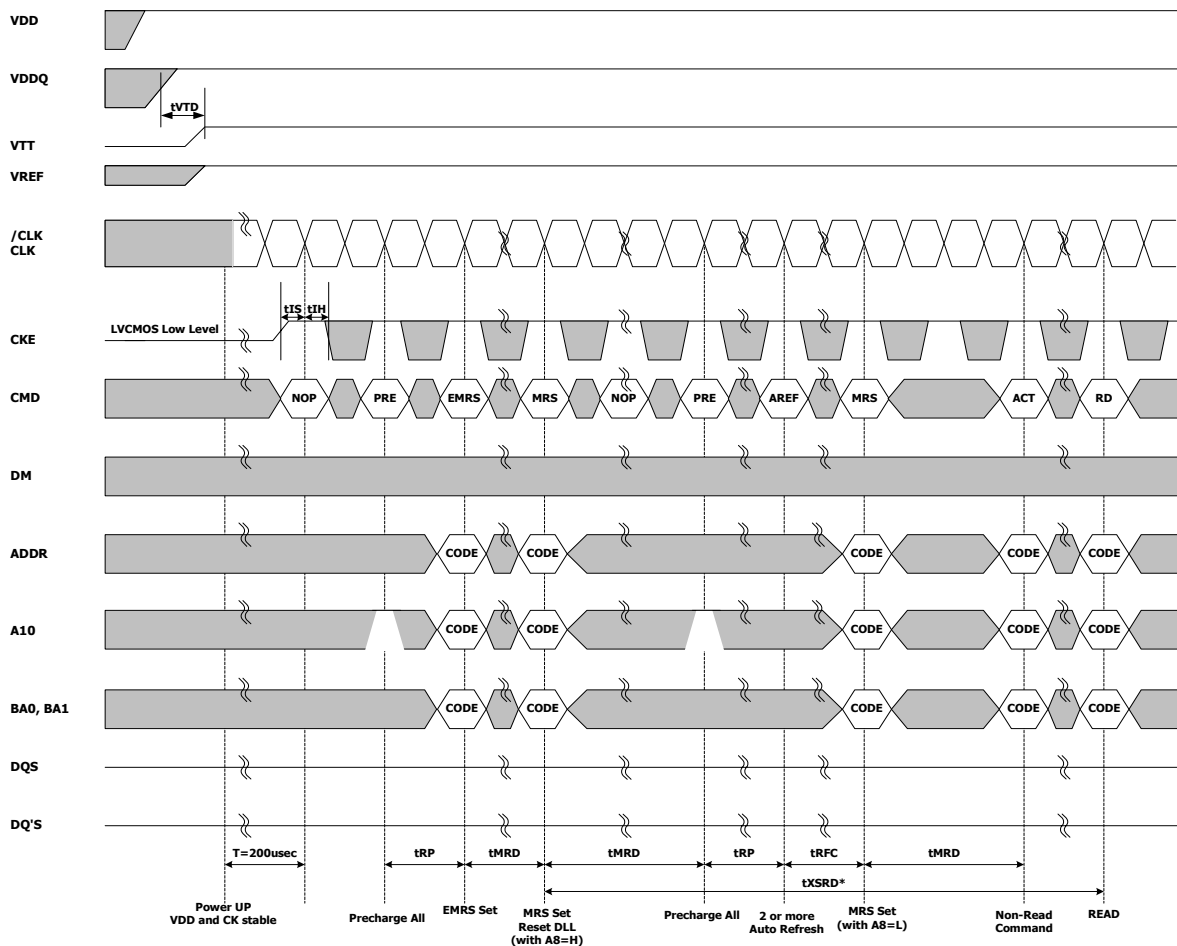 VDD
VDDQ
tVTD
VTT
VREF
/CLK
CLK
tIS tIH
LVCMOS Low Level
CKE
CMD NOP PRE EMRS MRS NOP PRE AREF MRS ACT RD
DM
ADDR CODE CODE CODE CODE CODE
A10 CODE CODE CODE CODE CODE
BA0, BA1 CODE CODE CODE CODE CODE
DQS
DQ'S
T=200usec tRP tMRD tMRD tRP tRFC tMRD
tXSRD*
Power UP
VDD and CK stable
Precharge All
EMRS Set
MRS Set
Reset DLL
(with A8=H)
Precharge All
2 or more
Auto Refresh
MRS Set
(with A8=L)
Non-Read
Command
READ